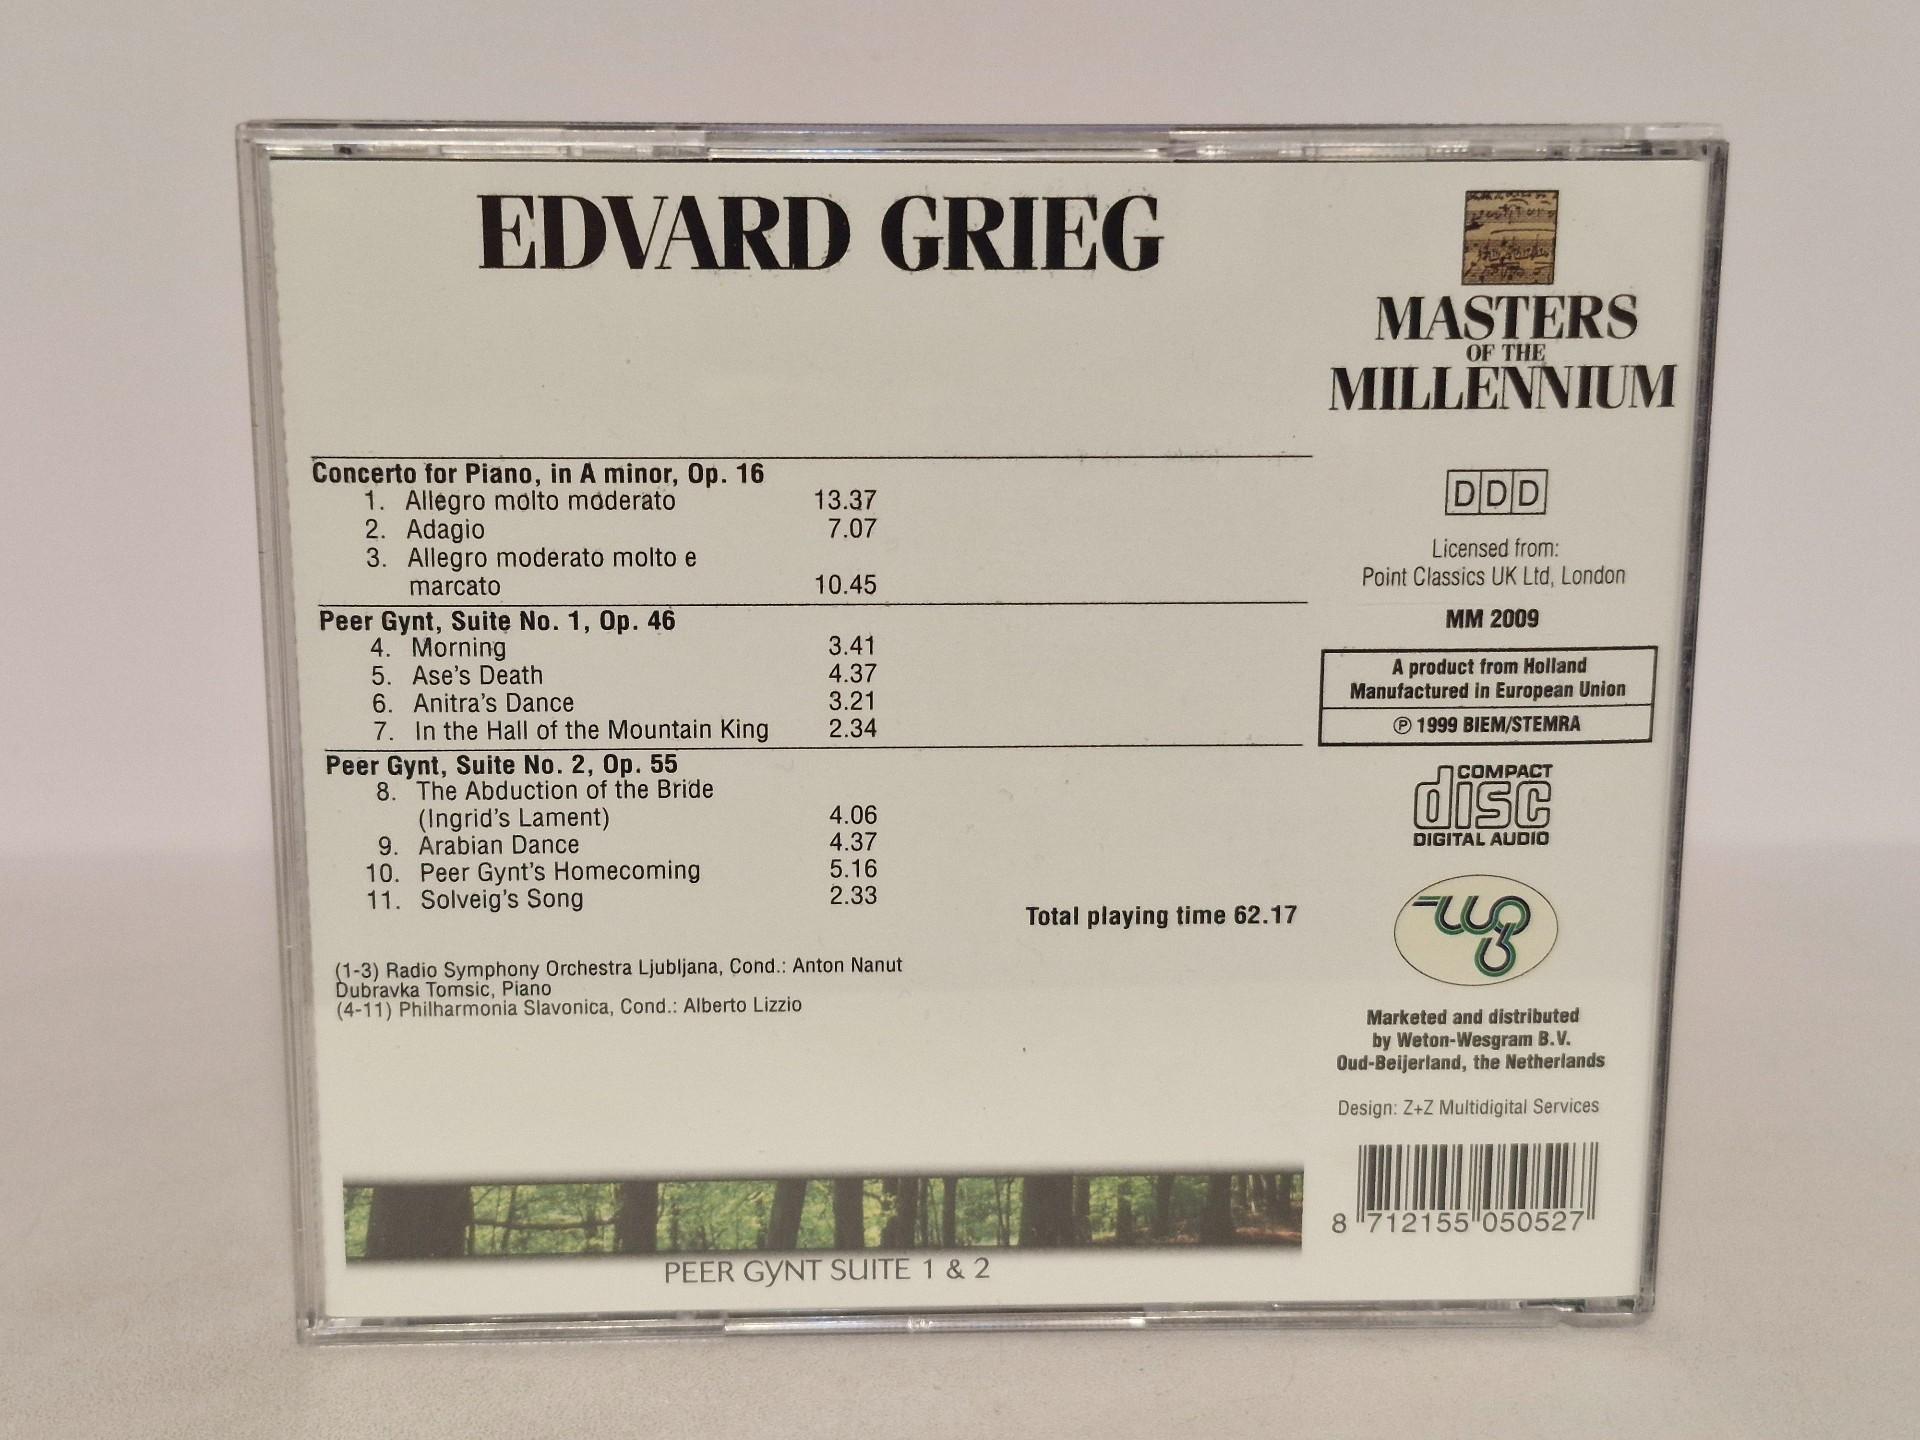 EDVARD GRIEG
Concerto for Piano, in A minor, Op. 16
1. Allegro molto moderato 13.37
2. Adagio 7.07
3. Allegro moderato molto e
marcato 10.45
Peer Gynt, Suite No. 1, Op. 46
4. Morning 3.41
5. Ase's Death 4.37
6. Anitra's Dance 3.21
7. In the Hall of the Mountain King 2.34
Peer Gynt, Suite No. 2, Op. 55
8. The Abduction of the Bride
(Ingrid's Lament) 4.06
9. Arabian Dance 4.37
10. Peer Gynt's Homecoming 5.16
11. Solveig's Song 2.33
Total playing time 62.17
(1-3) Radio Symphony Orchestra Ljubljana, Cond.: Anton Nanut
Dubravka Tomsic, Piano
(4-11) Philharmonia Slavonica, Cond.: Alberto Lizzio
PEER GYNT SUITE 1 & 2
MASTERS
OF THE
MILLENNIUM
DDD
Licensed from:
Point Classics UK Ltd, London
MM 2009
A product from Holland
Manufactured in European Union
℗ 1999 BIEM/STEMRA
COMPACT
disc
DIGITAL AUDIO
Marketed and distributed
by Weton-Wesgram B.V.
Oud-Beijerland, the Netherlands
Design: Z+Z Multidigital Services
8 712155 050527